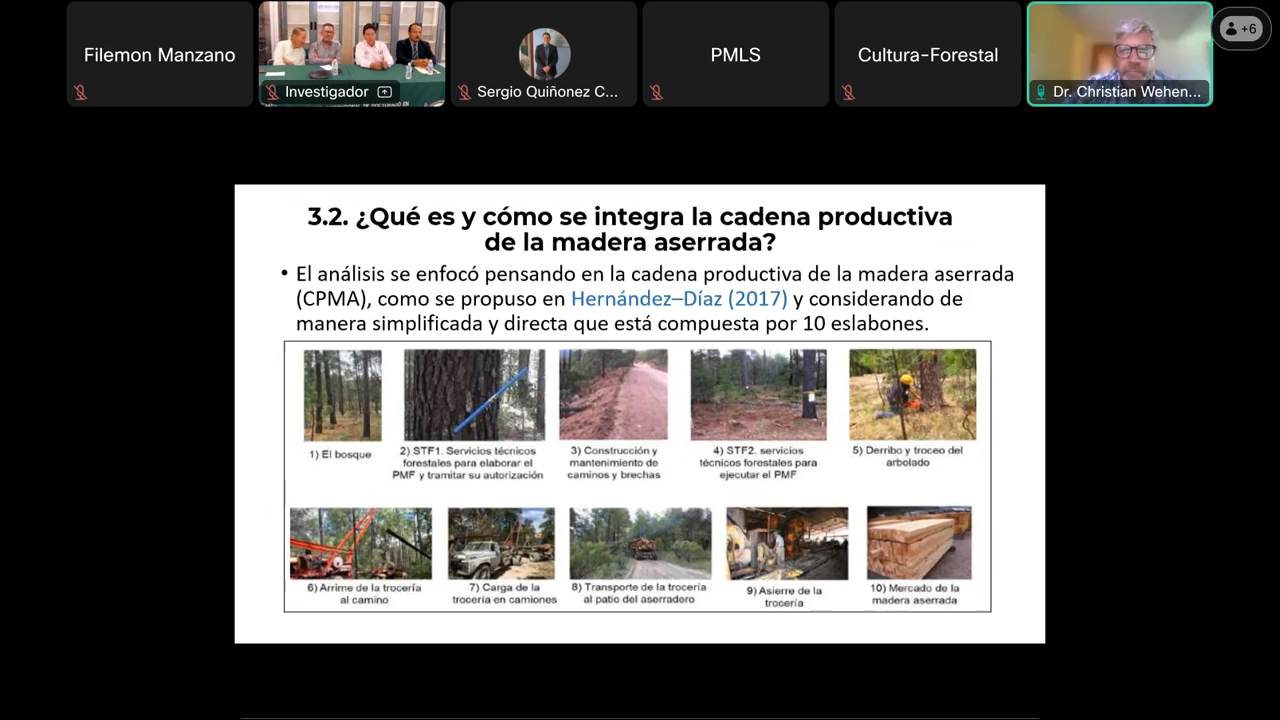 Filemon Manzano
Investigador
Sergio Quiñonez C...
PMLS
Cultura-Forestal
Dr. Christian Wehen...
+6
3.2. ¿Qué es y cómo se integra la cadena productiva
de la madera aserrada?
• El análisis se enfocó pensando en la cadena productiva de la madera aserrada
(CPMA), como se propuso en Hernández–Díaz (2017) y considerando de
manera simplificada y directa que está compuesta por 10 eslabones.
1) El bosque
2) STF1. Servicios técnicos
forestales para elaborar el
PMF y tramitar su autorización
3) Construcción y
mantenimiento de
caminos y brechas
4) STF2. servicios
técnicos forestales para
ejecutar el PMF
5) Derribo y troceo del
arbolado
6) Arrime de la trocería
al camino
7) Carga de la
trocería en camiones
8) Transporte de la trocería
al patio del aserradero
9) Asierre de la
trocería
10) Mercado de la
madera aserrada